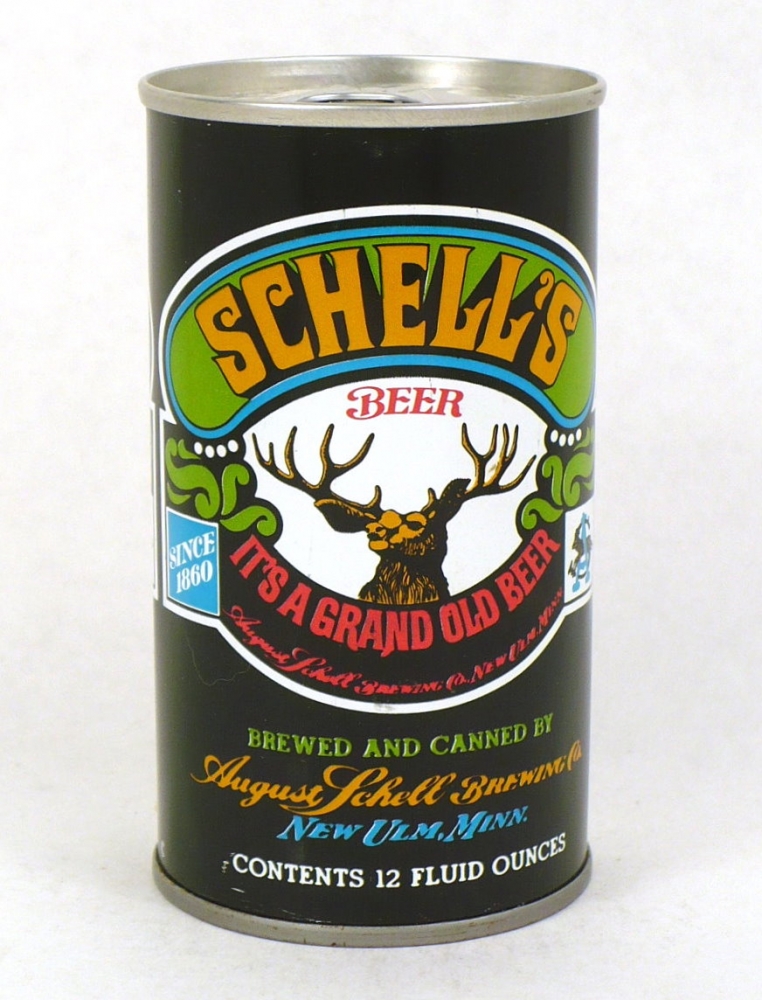 SCHELL'S
BEER
SINCE
1860
IT'S A GRAND OLD BEER
August Schell BREWING Co. NEW ULM, MINN.
BREWED AND CANNED BY
August Schell BREWING Co.
NEW ULM, MINN.
CONTENTS 12 FLUID OUNCES